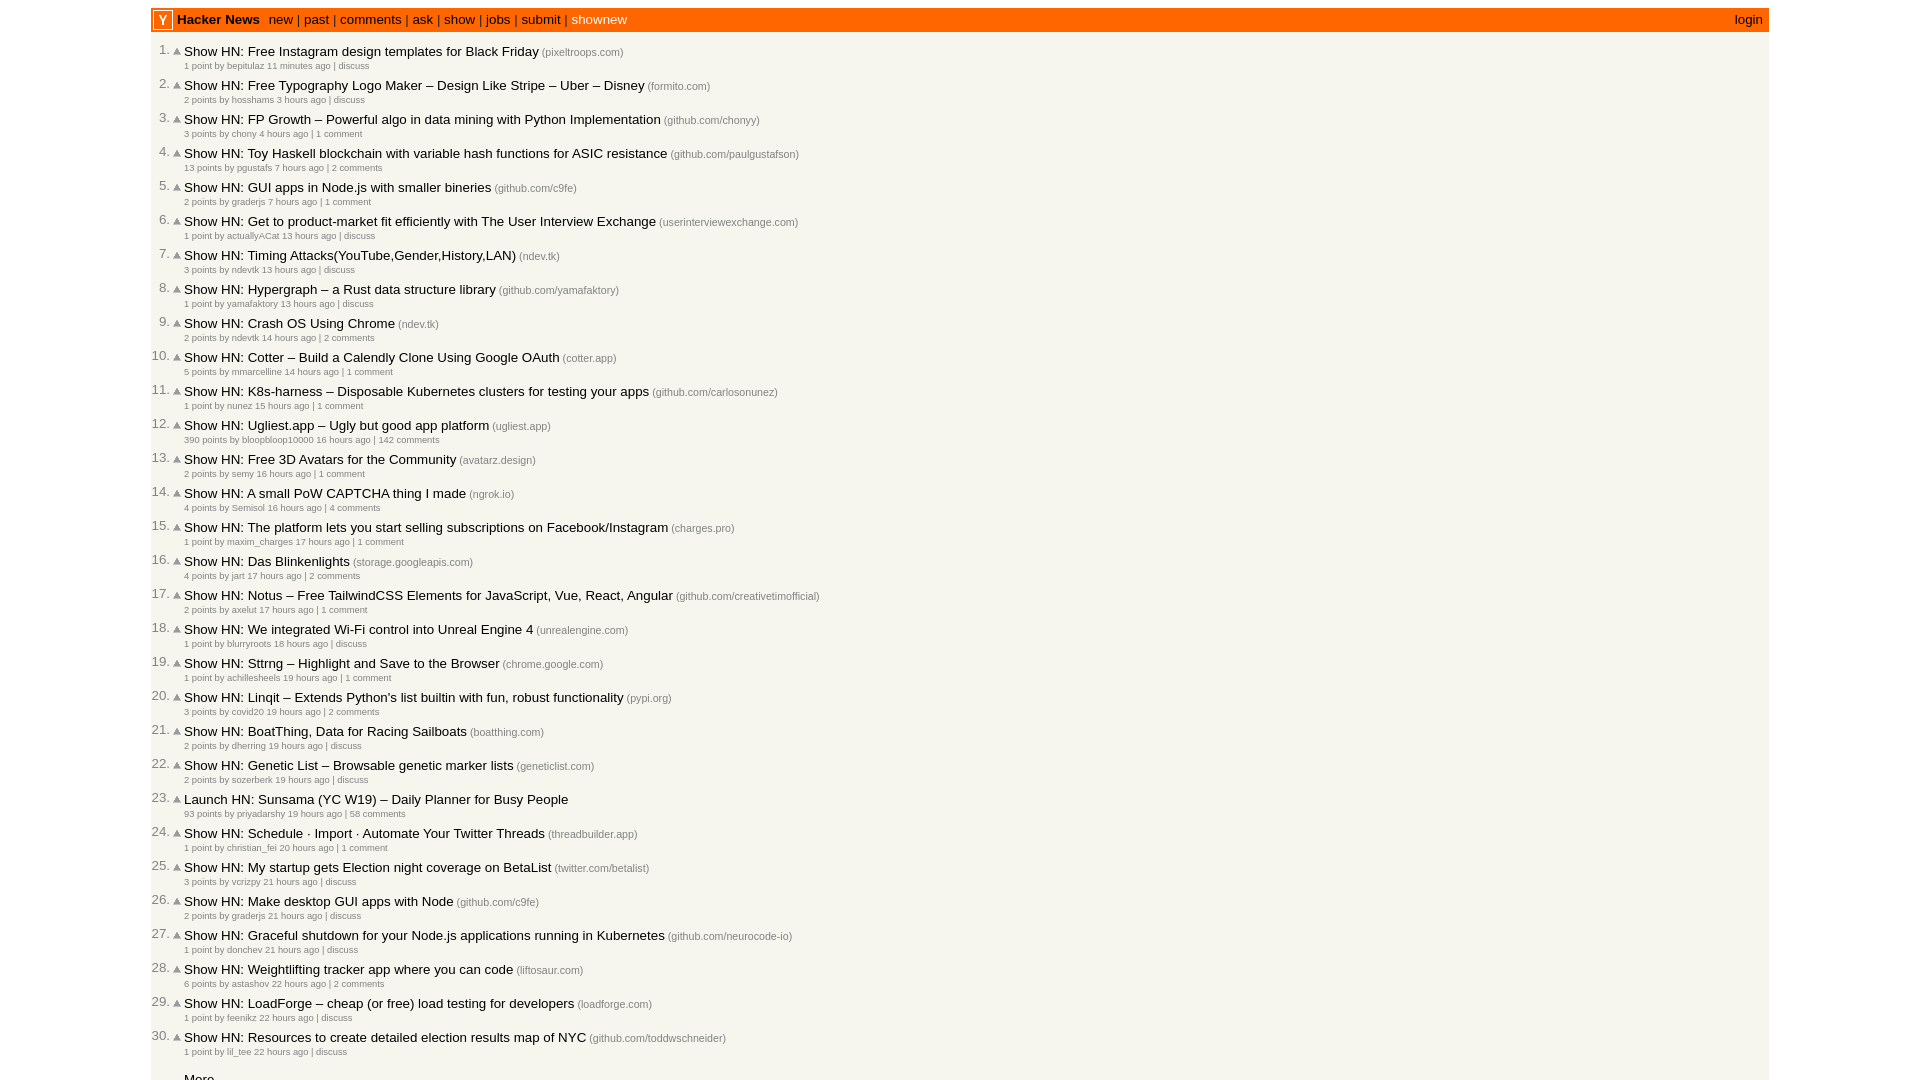 Y Hacker News new | past | comments | ask | show | jobs | submit | shownew login
1. Show HN: Free Instagram design templates for Black Friday (pixeltroops.com)
1 point by bepitulaz 11 minutes ago | discuss
2. Show HN: Free Typography Logo Maker – Design Like Stripe – Uber – Disney (formito.com)
2 points by hosshams 3 hours ago | discuss
3. Show HN: FP Growth – Powerful algo in data mining with Python Implementation (github.com/chonyy)
3 points by chony 4 hours ago | 1 comment
4. Show HN: Toy Haskell blockchain with variable hash functions for ASIC resistance (github.com/paulgustafson)
13 points by pgustafs 7 hours ago | 2 comments
5. Show HN: GUI apps in Node.js with smaller bineries (github.com/c9fe)
2 points by graderjs 7 hours ago | 1 comment
6. Show HN: Get to product-market fit efficiently with The User Interview Exchange (userinterviewexchange.com)
1 point by actuallyACat 13 hours ago | discuss
7. Show HN: Timing Attacks(YouTube,Gender,History,LAN) (ndev.tk)
3 points by ndevtk 13 hours ago | discuss
8. Show HN: Hypergraph – a Rust data structure library (github.com/yamafaktory)
1 point by yamafaktory 13 hours ago | discuss
9. Show HN: Crash OS Using Chrome (ndev.tk)
2 points by ndevtk 14 hours ago | 2 comments
10. Show HN: Cotter – Build a Calendly Clone Using Google OAuth (cotter.app)
5 points by mmarcelline 14 hours ago | 1 comment
11. Show HN: K8s-harness – Disposable Kubernetes clusters for testing your apps (github.com/carlosonunez)
1 point by nunez 15 hours ago | 1 comment
12. Show HN: Ugliest.app – Ugly but good app platform (ugliest.app)
390 points by bloopbloop10000 16 hours ago | 142 comments
13. Show HN: Free 3D Avatars for the Community (avatarz.design)
2 points by semy 16 hours ago | 1 comment
14. Show HN: A small PoW CAPTCHA thing I made (ngrok.io)
4 points by Semisol 16 hours ago | 4 comments
15. Show HN: The platform lets you start selling subscriptions on Facebook/Instagram (charges.pro)
1 point by maxim_charges 17 hours ago | 1 comment
16. Show HN: Das Blinkenlights (storage.googleapis.com)
4 points by jart 17 hours ago | 2 comments
17. Show HN: Notus – Free TailwindCSS Elements for JavaScript, Vue, React, Angular (github.com/creativetimofficial)
2 points by axelut 17 hours ago | 1 comment
18. Show HN: We integrated Wi-Fi control into Unreal Engine 4 (unrealengine.com)
1 point by blurryroots 18 hours ago | discuss
19. Show HN: Sttrng – Highlight and Save to the Browser (chrome.google.com)
1 point by achillesheels 19 hours ago | 1 comment
20. Show HN: Linqit – Extends Python's list builtin with fun, robust functionality (pypi.org)
3 points by covid20 19 hours ago | 2 comments
21. Show HN: BoatThing, Data for Racing Sailboats (boatthing.com)
2 points by dherring 19 hours ago | discuss
22. Show HN: Genetic List – Browsable genetic marker lists (geneticlist.com)
2 points by sozerberk 19 hours ago | discuss
23. Launch HN: Sunsama (YC W19) – Daily Planner for Busy People
93 points by priyadarshy 19 hours ago | 58 comments
24. Show HN: Schedule · Import · Automate Your Twitter Threads (threadbuilder.app)
1 point by christian_fei 20 hours ago | 1 comment
25. Show HN: My startup gets Election night coverage on BetaList (twitter.com/betalist)
3 points by vcrizpy 21 hours ago | discuss
26. Show HN: Make desktop GUI apps with Node (github.com/c9fe)
2 points by graderjs 21 hours ago | discuss
27. Show HN: Graceful shutdown for your Node.js applications running in Kubernetes (github.com/neurocode-io)
1 point by donchev 21 hours ago | discuss
28. Show HN: Weightlifting tracker app where you can code (liftosaur.com)
6 points by astashov 22 hours ago | 2 comments
29. Show HN: LoadForge – cheap (or free) load testing for developers (loadforge.com)
1 point by feenikz 22 hours ago | discuss
30. Show HN: Resources to create detailed election results map of NYC (github.com/toddwschneider)
1 point by lil_tee 22 hours ago | discuss
More